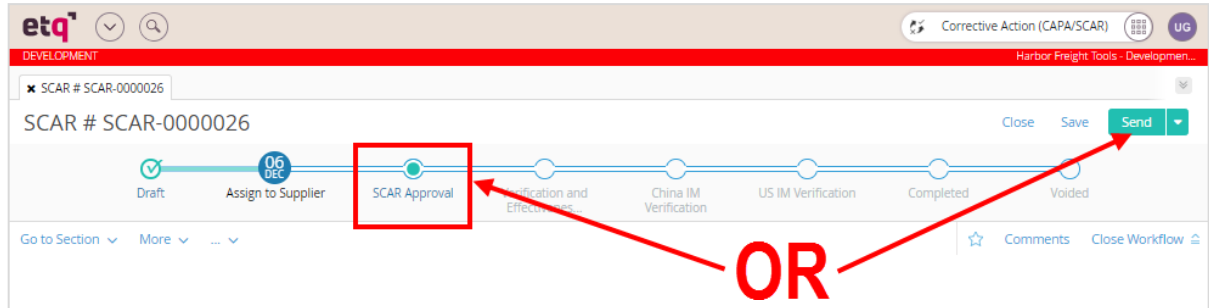 etq
Corrective Action (CAPA/SCAR)
UG
DEVELOPMENT
Harbor Freight Tools - Developmen...
SCAR # SCAR-0000026
SCAR # SCAR-0000026
Close Save Send
06
DEC
Draft
Assign to Supplier
SCAR Approval
Verification and
Effectivenes...
China IM
Verification
US IM Verification
Completed
Voided
Go to Section More ...
Comments Close Workflow
OR